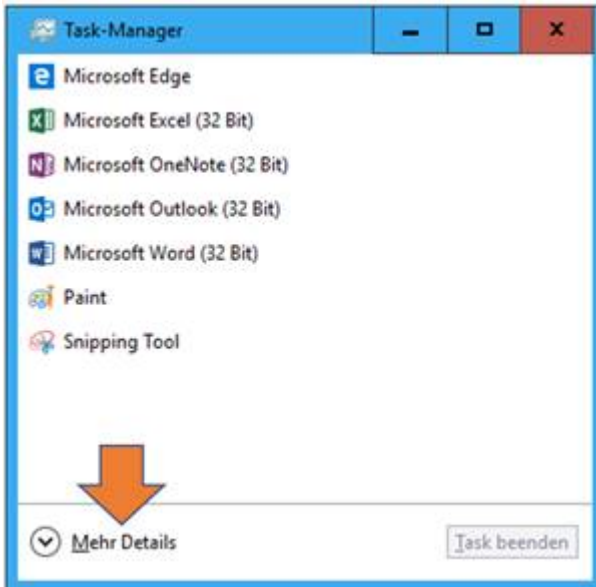 Task-Manager
Microsoft Edge
Microsoft Excel (32 Bit)
Microsoft OneNote (32 Bit)
Microsoft Outlook (32 Bit)
Microsoft Word (32 Bit)
Paint
Snipping Tool
Mehr Details
Task beenden